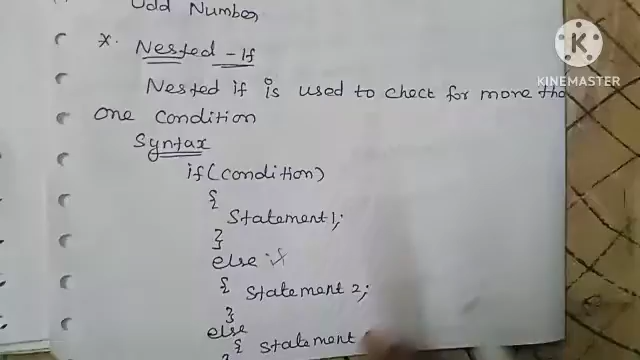 Odd Number
* Nested - If
KINEMASTER
Nested if is used to check for more tha
one condition
Syntax
if (condition)
{
Statement 1;
}
else if
{ Statement 2;
}
else
{ Statement
}